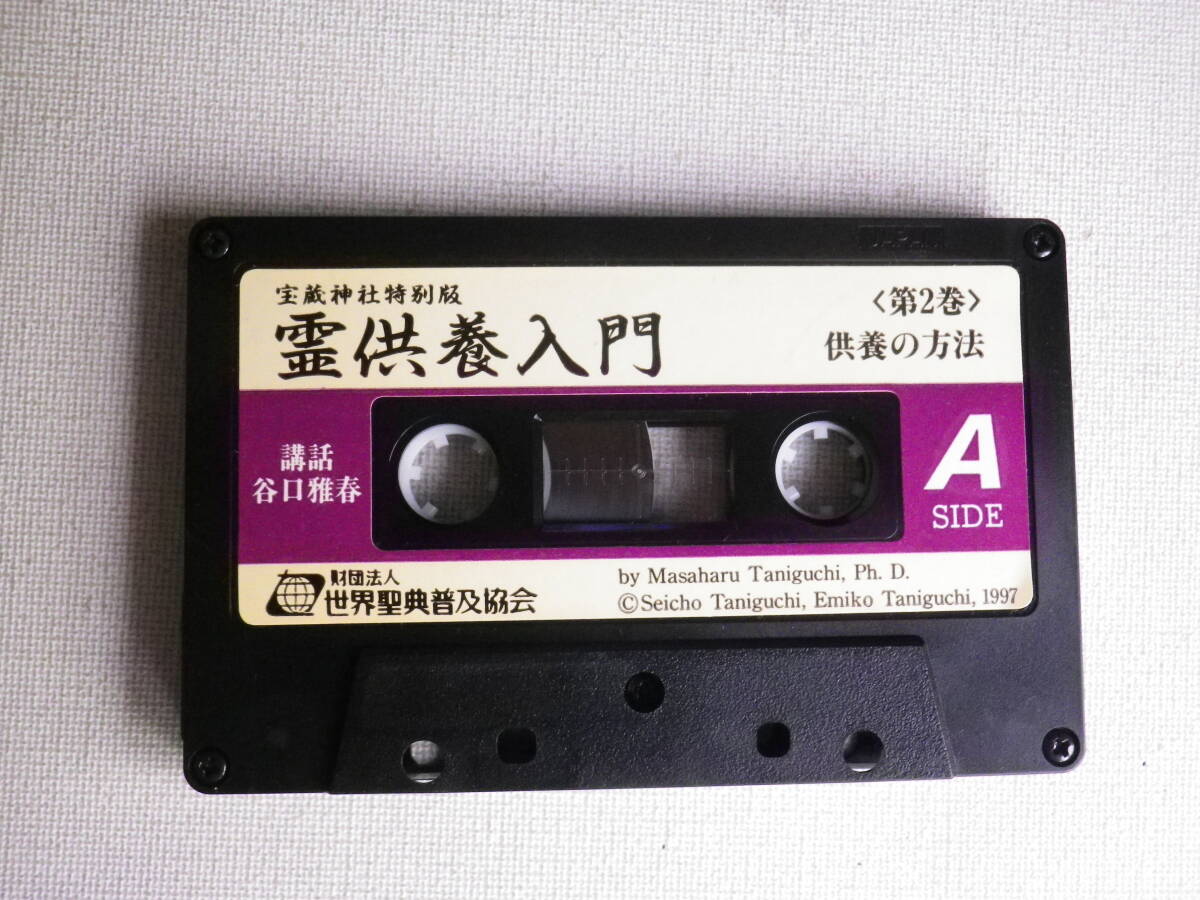 宝蔵神社特別版
霊供養入門
〈第2巻〉
供養の方法
講話
谷口雅春
A
SIDE
財団法人
世界聖典普及協会
by Masaharu Taniguchi, Ph. D.
©Seicho Taniguchi, Emiko Taniguchi, 1997